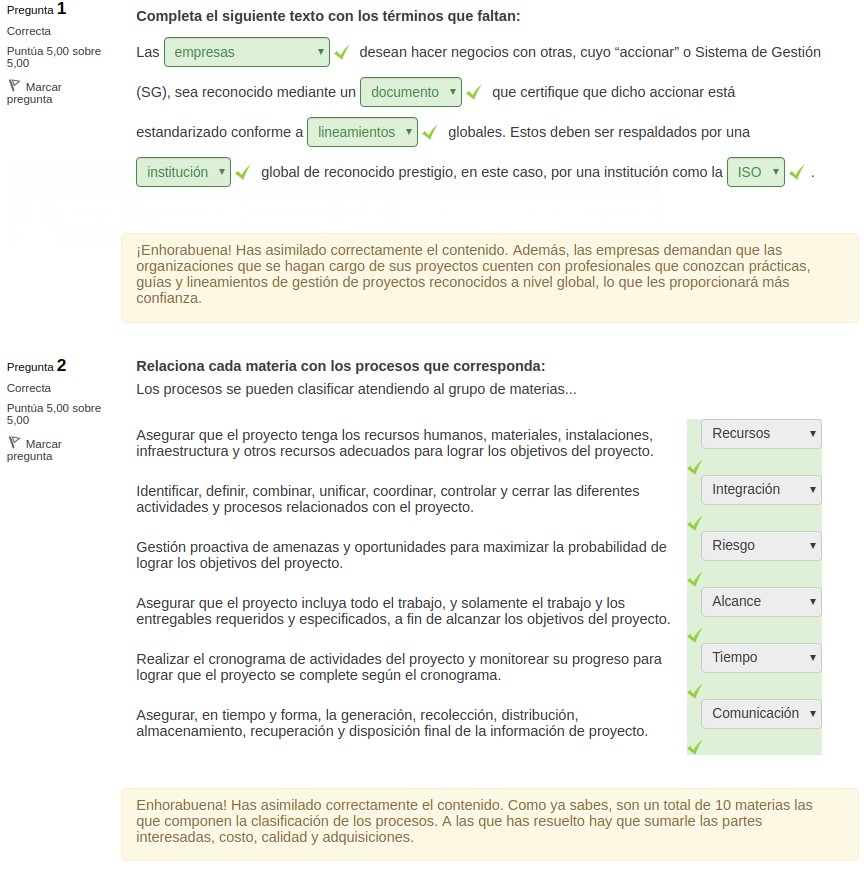 Pregunta 1
Correcta
Puntúa 5,00 sobre
5,00
Marcar
pregunta
Completa el siguiente texto con los términos que faltan:
Las empresas desean hacer negocios con otras, cuyo “accionar” o Sistema de Gestión
(SG), sea reconocido mediante un documento que certifique que dicho accionar está
estandarizado conforme a lineamientos globales. Estos deben ser respaldados por una
institución global de reconocido prestigio, en este caso, por una institución como la ISO .
¡Enhorabuena! Has asimilado correctamente el contenido. Además, las empresas demandan que las
organizaciones que se hagan cargo de sus proyectos cuenten con profesionales que conozcan prácticas,
guías y lineamientos de gestión de proyectos reconocidos a nivel global, lo que les proporcionará más
confianza.
Pregunta 2
Correcta
Puntúa 5,00 sobre
5,00
Marcar
pregunta
Relaciona cada materia con los procesos que corresponda:
Los procesos se pueden clasificar atendiendo al grupo de materias...
Asegurar que el proyecto tenga los recursos humanos, materiales, instalaciones,
infraestructura y otros recursos adecuados para lograr los objetivos del proyecto.
Recursos
Identificar, definir, combinar, unificar, coordinar, controlar y cerrar las diferentes
actividades y procesos relacionados con el proyecto.
Integración
Gestión proactiva de amenazas y oportunidades para maximizar la probabilidad de
lograr los objetivos del proyecto.
Riesgo
Asegurar que el proyecto incluya todo el trabajo, y solamente el trabajo y los
entregables requeridos y especificados, a fin de alcanzar los objetivos del proyecto.
Alcance
Realizar el cronograma de actividades del proyecto y monitorear su progreso para
lograr que el proyecto se complete según el cronograma.
Tiempo
Asegurar, en tiempo y forma, la generación, recolección, distribución,
almacenamiento, recuperación y disposición final de la información de proyecto.
Comunicación
Enhorabuena! Has asimilado correctamente el contenido. Como ya sabes, son un total de 10 materias las
que componen la clasificación de los procesos. A las que has resuelto hay que sumarle las partes
interesadas, costo, calidad y adquisiciones.